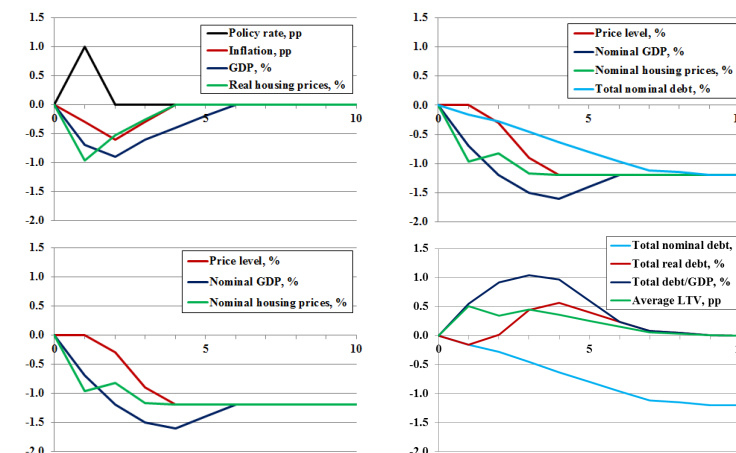 1.5
1.0
0.5
0.0
-0.5
-1.0
-1.5
-2.0
0
5
10
Policy rate, pp
Inflation, pp
GDP, %
Real housing prices, %
1.5
1.0
0.5
0.0
-0.5
-1.0
-1.5
-2.0
0
5
10
Price level, %
Nominal GDP, %
Nominal housing prices, %
Total nominal debt, %
1.5
1.0
0.5
0.0
-0.5
-1.0
-1.5
-2.0
0
5
10
Price level, %
Nominal GDP, %
Nominal housing prices, %
1.5
1.0
0.5
0.0
-0.5
-1.0
-1.5
-2.0
0
5
10
Total nominal debt,
Total real debt, %
Total debt/GDP, %
Average LTV, pp